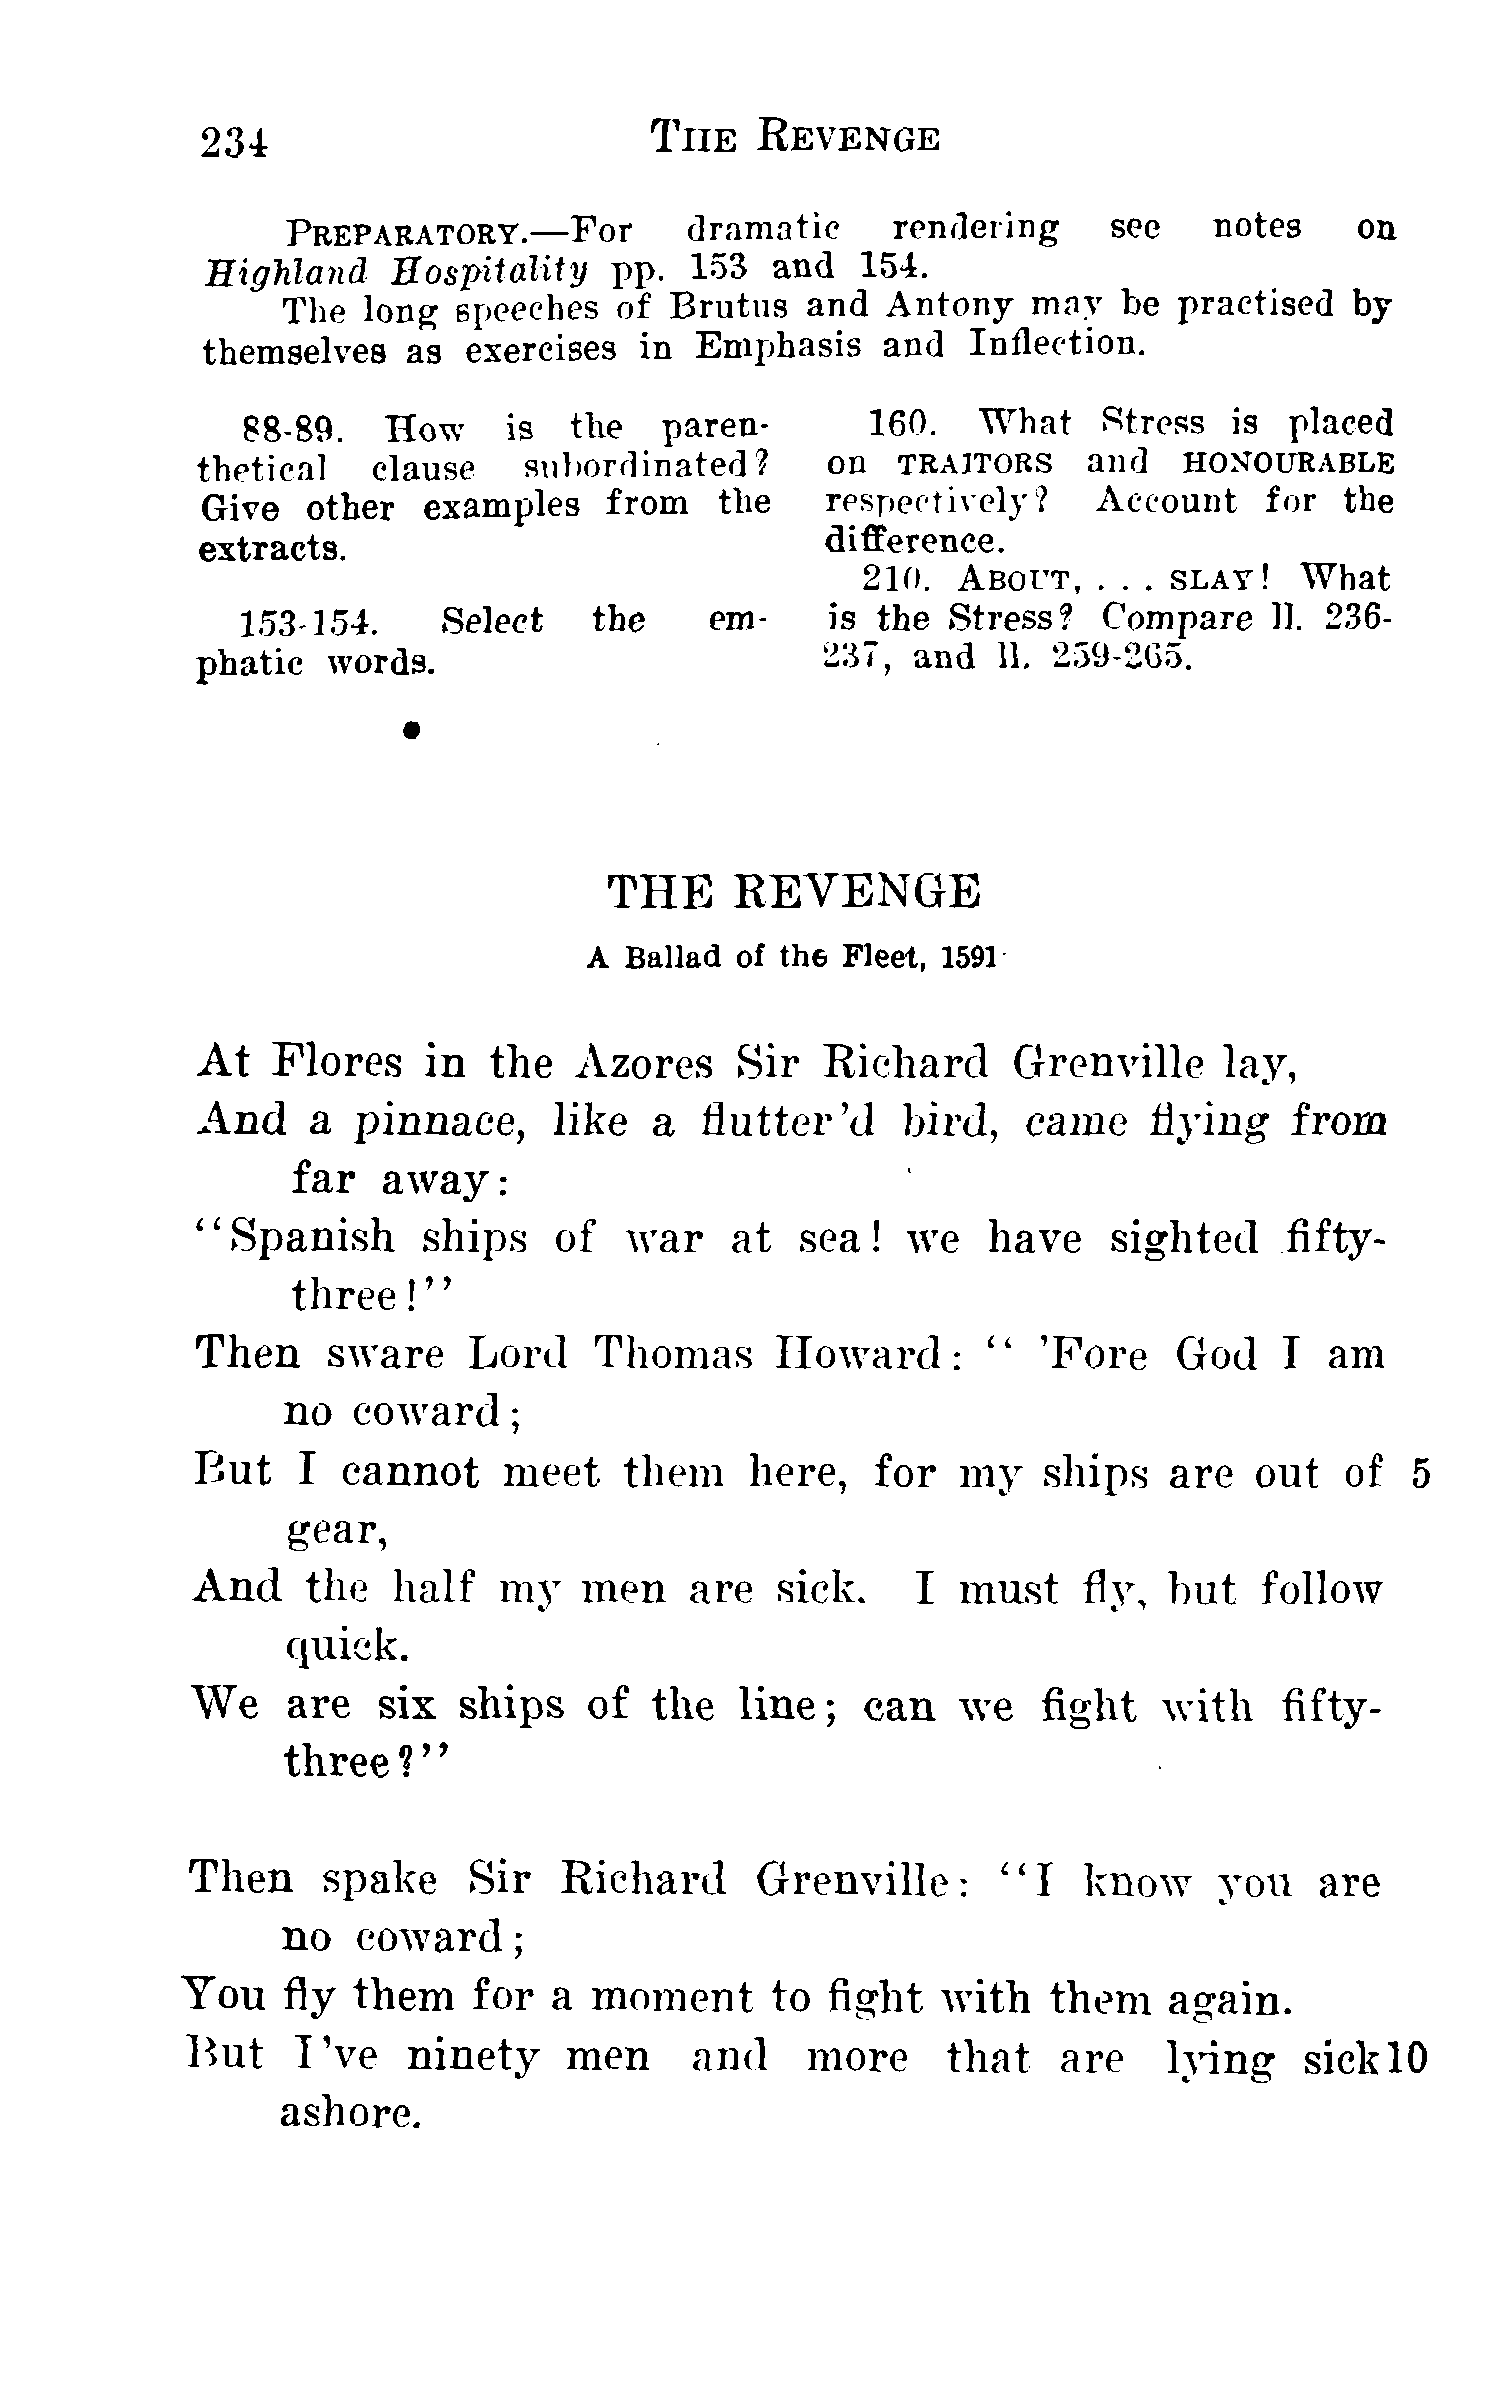 234 THE REVENGE
PREPARATORY.—For dramatic rendering see notes on
Highland Hospitality pp. 153 and 154.
The long speeches of Brutus and Antony may be practised by
themselves as exercises in Emphasis and Inflection.
88-89. How is the paren-
thetical clause subordinated?
Give other examples from the
extracts.
153-154. Select the em-
phatic words.
160. What Stress is placed
on TRAITORS and HONOURABLE
respectively? Account for the
difference.
210. ABOUT, . . . SLAY! What
is the Stress? Compare ll. 236-
237, and ll. 259-265.
THE REVENGE
A Ballad of the Fleet, 1591
At Flores in the Azores Sir Richard Grenville lay,
And a pinnace, like a flutter'd bird, came flying from
far away:
"Spanish ships of war at sea! we have sighted fifty-
three!"
Then sware Lord Thomas Howard: " 'Fore God I am
no coward;
But I cannot meet them here, for my ships are out of 5
gear,
And the half my men are sick. I must fly, but follow
quick.
We are six ships of the line; can we fight with fifty-
three?"
Then spake Sir Richard Grenville: "I know you are
no coward;
You fly them for a moment to fight with them again.
But I've ninety men and more that are lying sick 10
ashore.